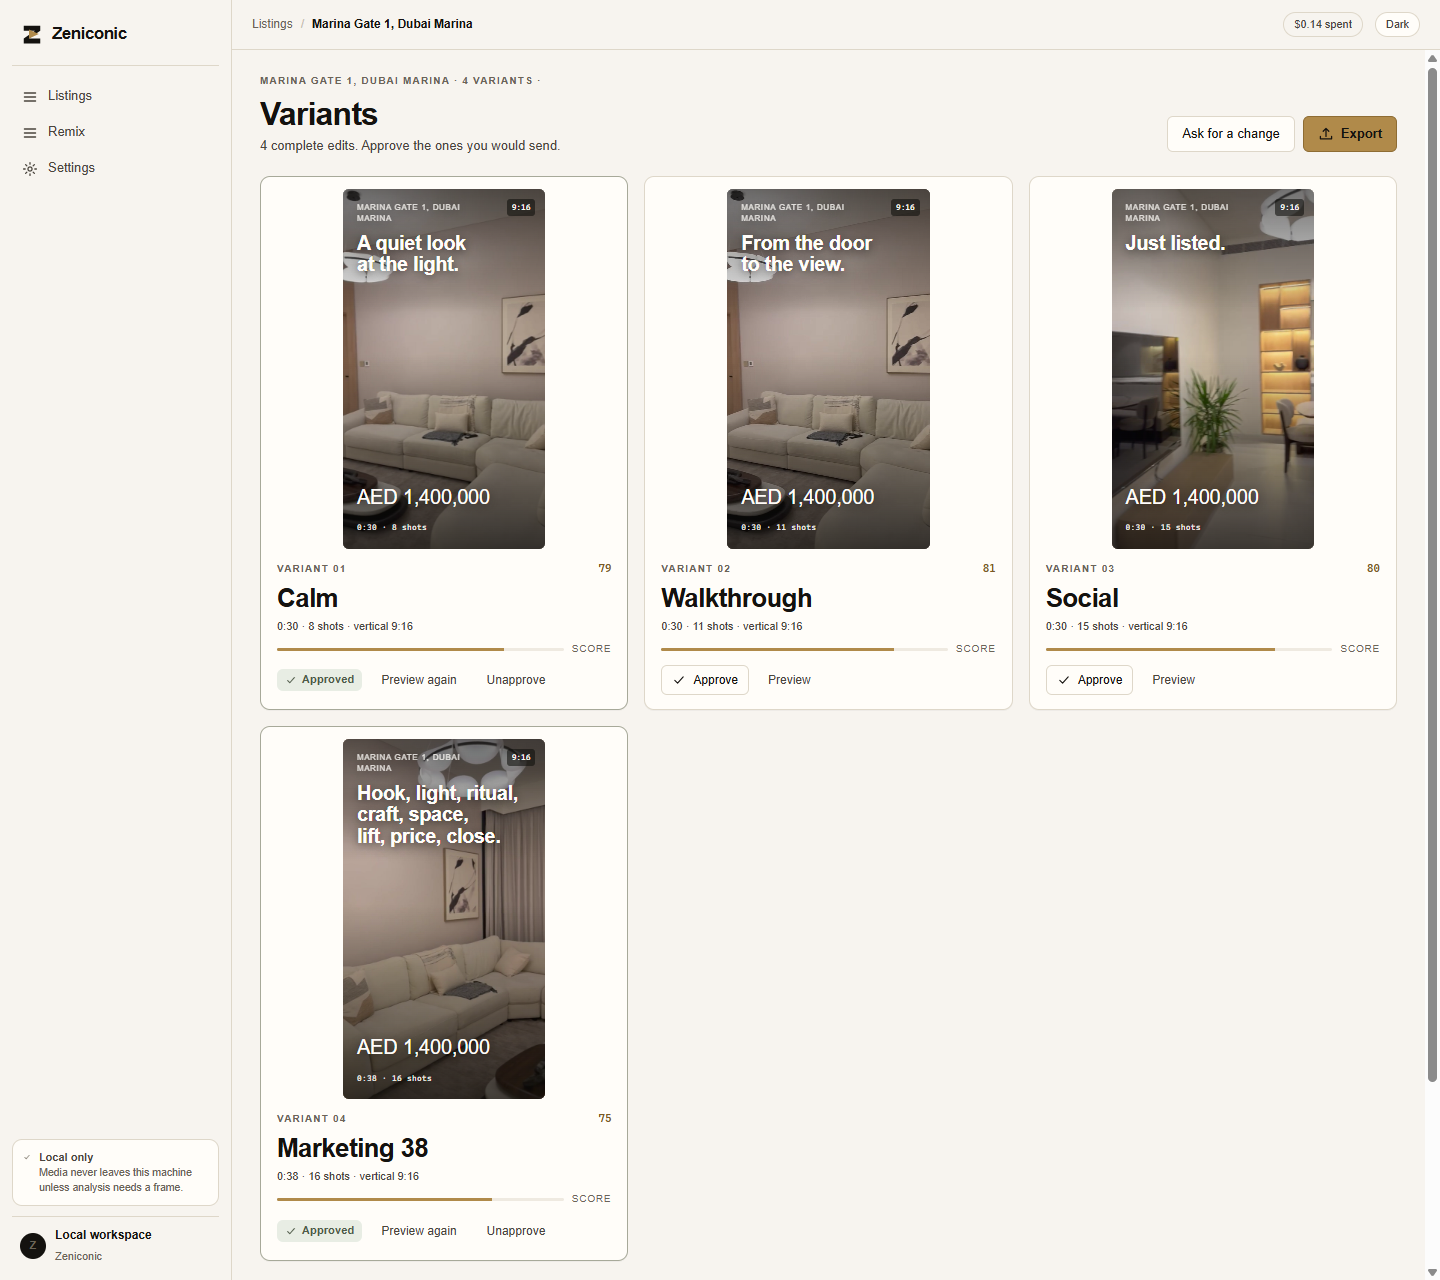 Zeniconic
Listings
Remix
Settings
Local only
Media never leaves this machine
unless analysis needs a frame.
Z
Local workspace
Zeniconic
Listings / Marina Gate 1, Dubai Marina
$0.14 spent
Dark
MARINA GATE 1, DUBAI MARINA · 4 VARIANTS ·
Variants
4 complete edits. Approve the ones you would send.
Ask for a change
Export
MARINA GATE 1, DUBAI
MARINA
9:16
A quiet look
at the light.
AED 1,400,000
0:30 · 8 shots
VARIANT 01
79
Calm
0:30 · 8 shots · vertical 9:16
SCORE
Approved
Preview again
Unapprove
MARINA GATE 1, DUBAI
MARINA
9:16
From the door
to the view.
AED 1,400,000
0:30 · 11 shots
VARIANT 02
81
Walkthrough
0:30 · 11 shots · vertical 9:16
SCORE
Approve
Preview
MARINA GATE 1, DUBAI
MARINA
9:16
Just listed.
AED 1,400,000
0:30 · 15 shots
VARIANT 03
80
Social
0:30 · 15 shots · vertical 9:16
SCORE
Approve
Preview
MARINA GATE 1, DUBAI
MARINA
9:16
Hook, light, ritual,
craft, space,
lift, price, close.
AED 1,400,000
0:38 · 16 shots
VARIANT 04
75
Marketing 38
0:38 · 16 shots · vertical 9:16
SCORE
Approved
Preview again
Unapprove